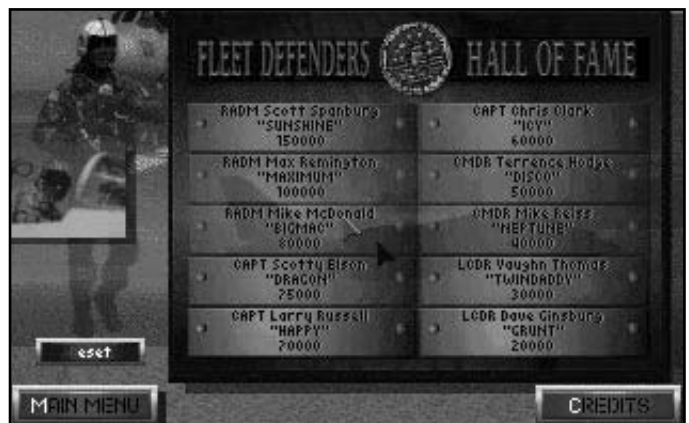 FLEET DEFENDERS HALL OF FAME
RADM Scott Spanburg
"SUNSHINE"
150000
RADM Max Remington
"MAXIMUM"
100000
RADM Mike McDonald
"BIGMAC"
80000
CAPT Scotty Elson
"DRAGON"
75000
CAPT Larry Russell
"HAPPY"
70000
CAPT Chris Clark
"ICY"
60000
CMDR Terrence Hodge
"DISCO"
50000
CMDR Mike Reiss
"NEPTUNE"
40000
LCDR Vaughn Thomas
"TWINDADDY"
30000
LCDR Dave Ginsburg
"GRUNT"
20000
eset
MAIN MENU
CREDITS